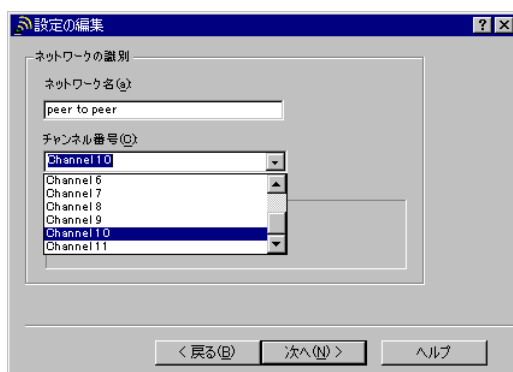 設定の編集
ネットワークの識別
ネットワーク名(a):
peer to peer
チャンネル番号(C):
Channel 10
Channel 6
Channel 7
Channel 8
Channel 9
Channel 10
Channel 11
< 戻る(B)
次へ(N) >
ヘルプ